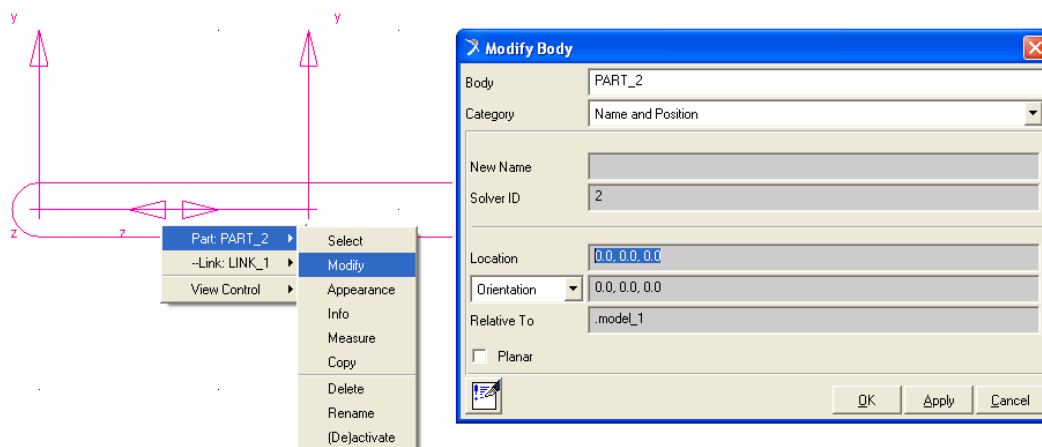 y
y
z
z
Part: PART_2
--Link: LINK_1
View Control
Select
Modify
Appearance
Info
Measure
Copy
Delete
Rename
(De)activate
Modify Body
Body
PART_2
Category
Name and Position
New Name
Solver ID
2
Location
0.0, 0.0, 0.0
Orientation
0.0, 0.0, 0.0
Relative To
.model_1
Planar
OK
Apply
Cancel